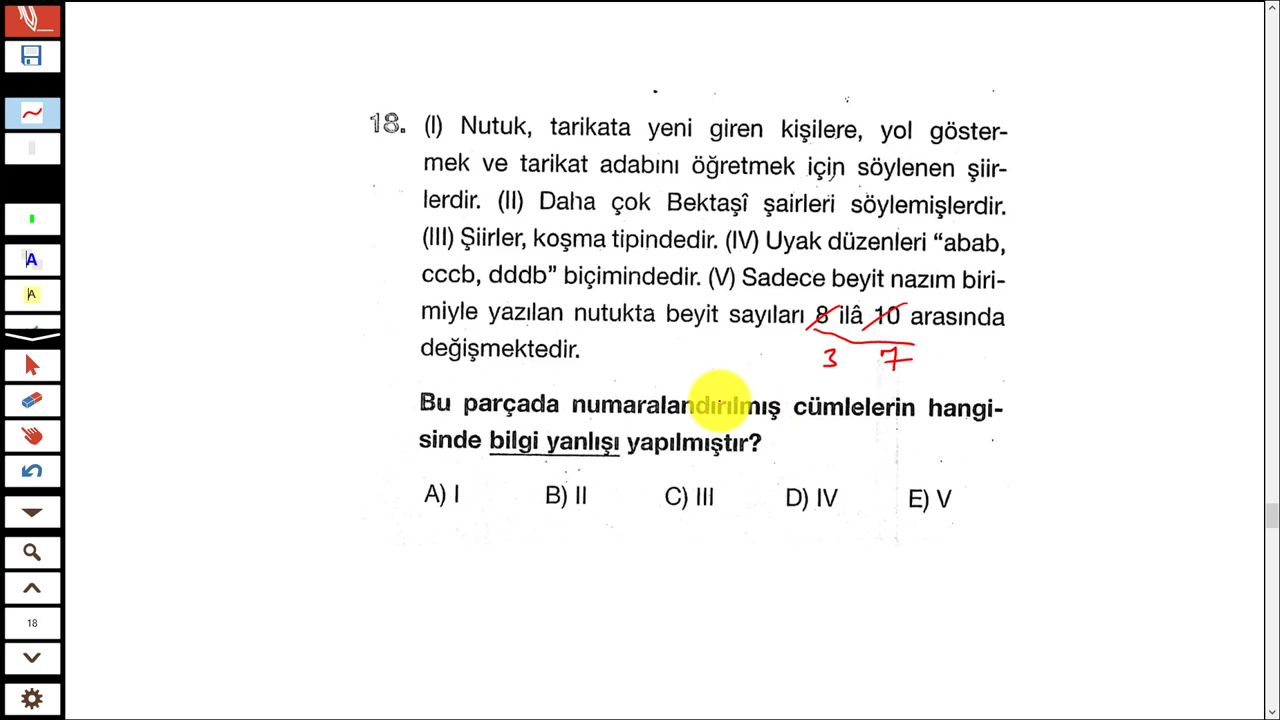 18. (I) Nutuk, tarikata yeni giren kişilere, yol göster-
mek ve tarikat adabını öğretmek için söylenen şiir-
lerdir. (II) Daha çok Bektaşî şairleri söylemişlerdir.
(III) Şiirler, koşma tipindedir. (IV) Uyak düzenleri “abab,
cccb, dddb” biçimindedir. (V) Sadece beyit nazım biri-
miyle yazılan nutukta beyit sayıları 8 ilâ 10 arasında
3 7
değişmektedir.
Bu parçada numaralandırılmış cümlelerin hangi-
sinde bilgi yanlışı yapılmıştır?
A) I B) II C) III D) IV E) V
A
A
18